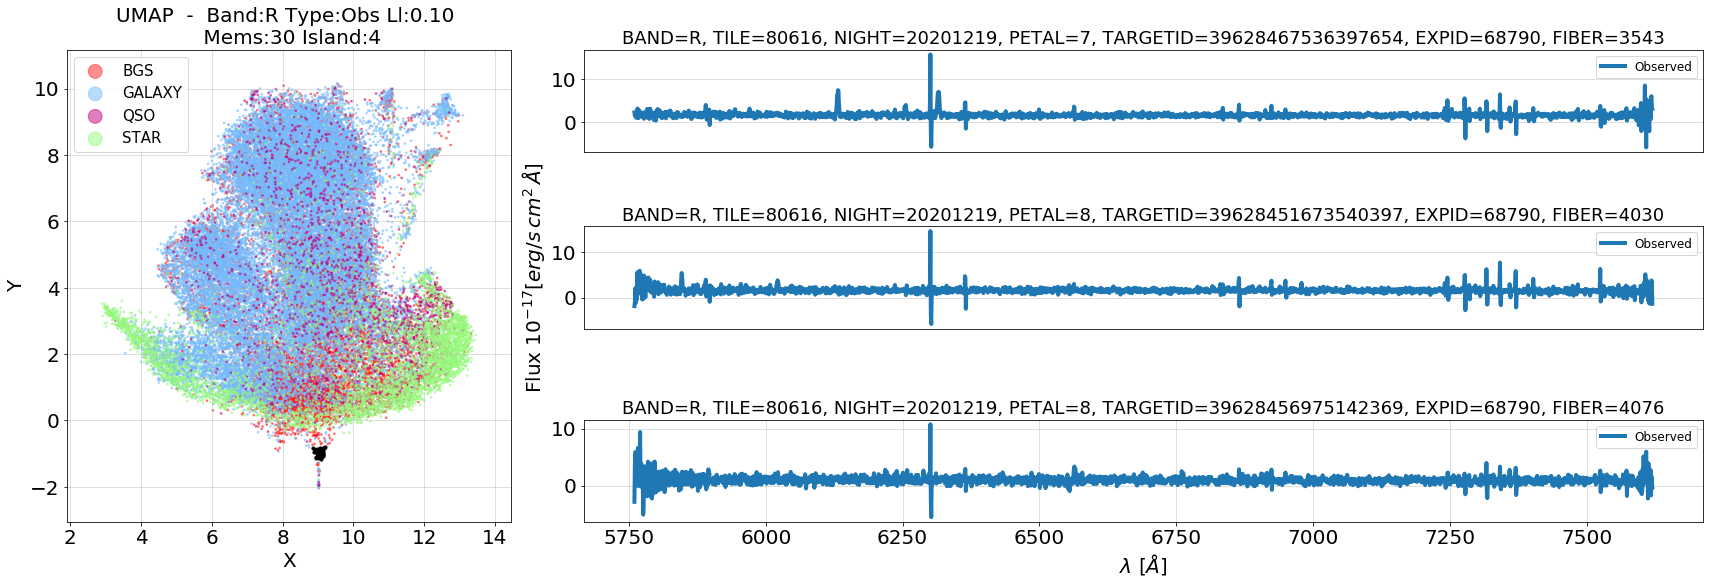 UMAP  -  Band:R Type:Obs Ll:0.10
Mems:30 Island:4
BGS
GALAXY
QSO
STAR
10
8
6
4
2
0
−2
Y
2
4
6
8
10
12
14
X
Flux 10⁻¹⁷[erg/s cm² Å]
BAND=R, TILE=80616, NIGHT=20201219, PETAL=7, TARGETID=39628467536397654, EXPID=68790, FIBER=3543
Observed
10
0
BAND=R, TILE=80616, NIGHT=20201219, PETAL=8, TARGETID=39628451673540397, EXPID=68790, FIBER=4030
Observed
10
0
BAND=R, TILE=80616, NIGHT=20201219, PETAL=8, TARGETID=39628456975142369, EXPID=68790, FIBER=4076
Observed
10
0
5750
6000
6250
6500
6750
7000
7250
7500
λ [Å]